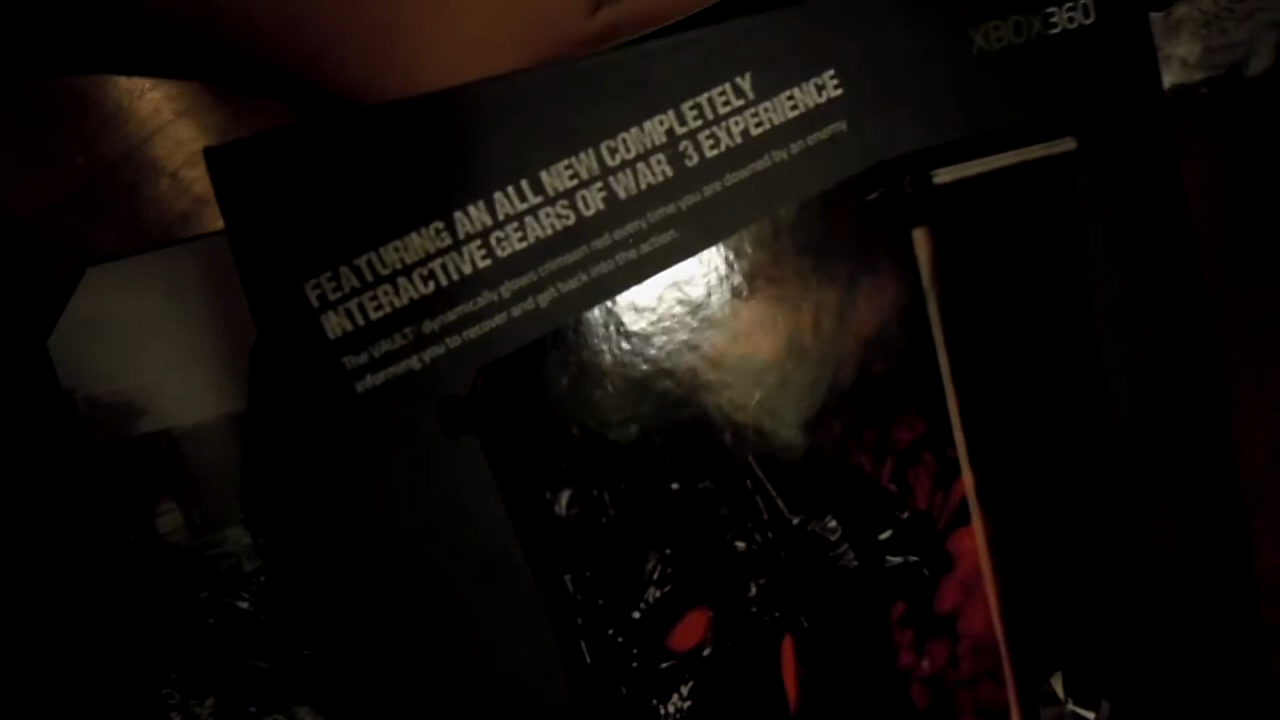 XBOX 360
FEATURING AN ALL NEW COMPLETELY
INTERACTIVE GEARS OF WAR 3 EXPERIENCE
The VAULT™ dynamically glows crimson red every time you are downed by an enemy
informing you to recover and get back into the action.